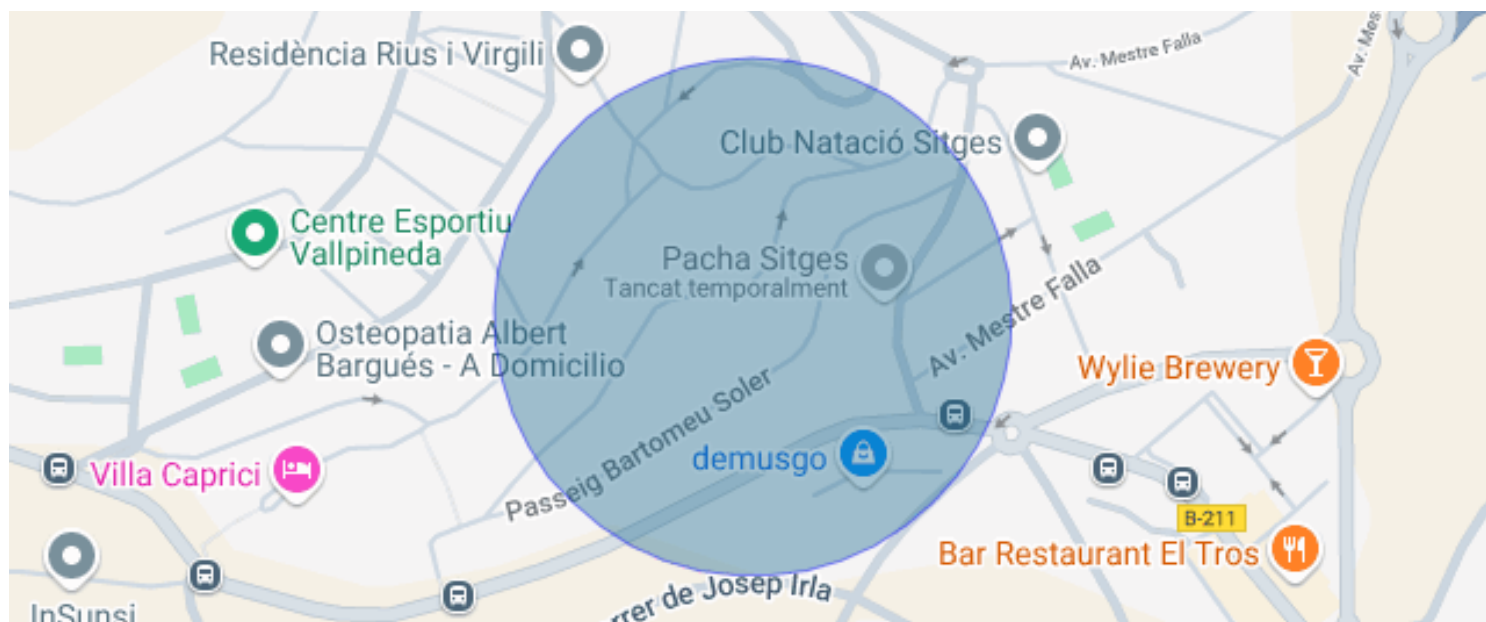 Residència Rius i Virgili
Av. Mestre Falla
Av. Mes
Club Natació Sitges
Centre Esportiu
Vallpineda
Pacha Sitges
Tancat temporalment
Osteopatia Albert
Bargués - A Domicilio
Av. Mestre Falla
Wylie Brewery
Passeig Bartomeu Soler
demusgo
Villa Caprici
B-211
Bar Restaurant El Tros
rrer de Josep Irla
InSunsi